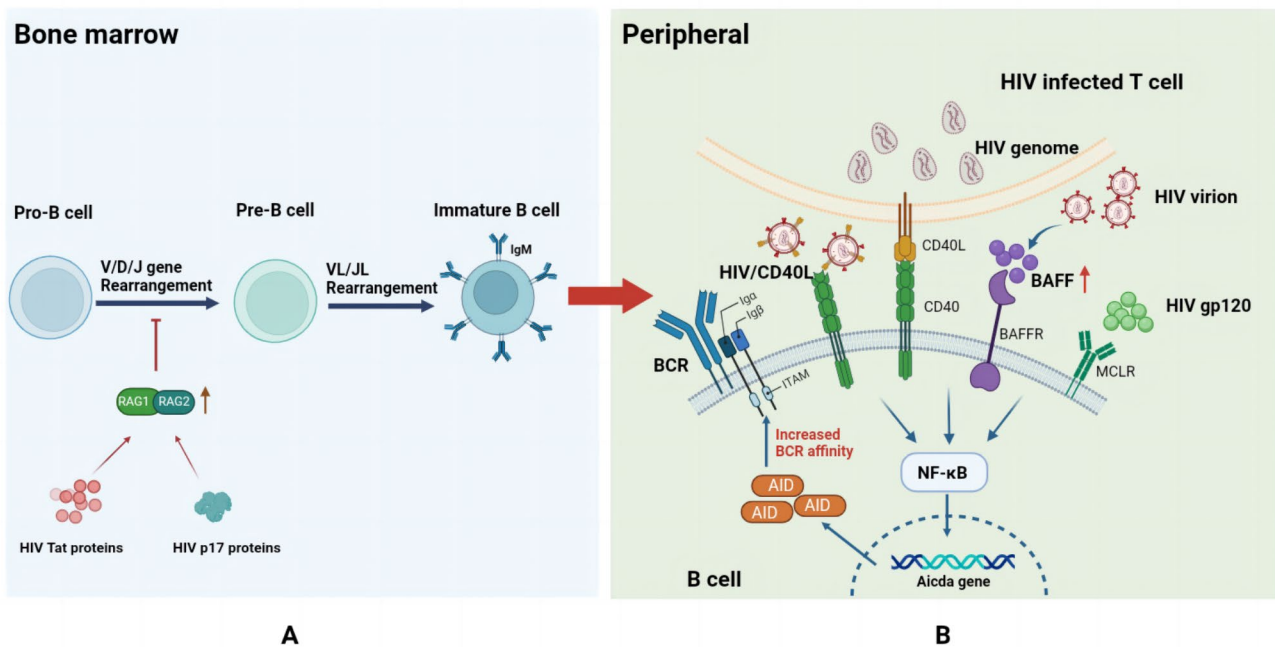 Bone marrow
Pro-B cell
Pre-B cell
Immature B cell
IgM
V/D/J gene
Rearrangement
VL/JL
Rearrangement
RAG1
RAG2
HIV Tat proteins
HIV p17 proteins
A
Peripheral
HIV infected T cell
HIV genome
HIV virion
CD40L
HIV/CD40L
BAFF
HIV gp120
Igα
Igβ
CD40
BAFFR
BCR
ITAM
MCLR
Increased
BCR affinity
NF-κB
AID
AID
AID
B cell
Aicda gene
B